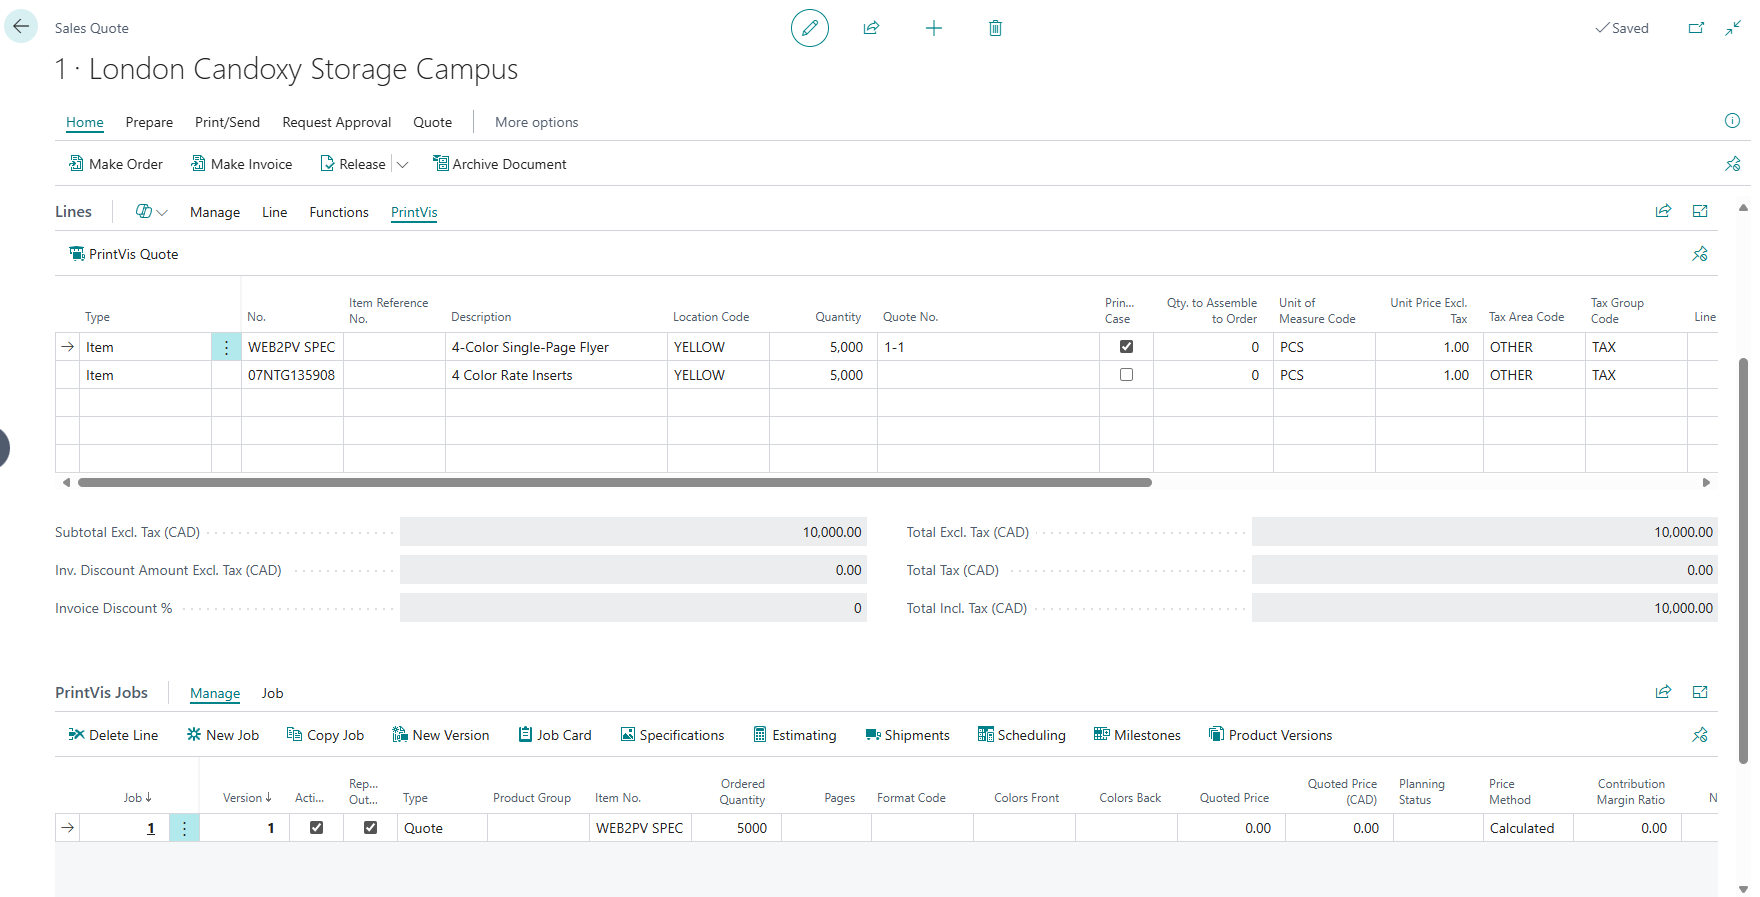 Sales Quote
Saved
1 · London Candoxy Storage Campus
Home Prepare Print/Send Request Approval Quote More options
Make Order Make Invoice Release Archive Document
Lines Manage Line Functions PrintVis
PrintVis Quote
Type No. Item Reference No. Description Location Code Quantity Quote No. Prin... Case Qty. to Assemble to Order Unit of Measure Code Unit Price Excl. Tax Tax Area Code Tax Group Code Line
Item WEB2PV SPEC 4-Color Single-Page Flyer YELLOW 5,000 1-1 0 PCS 1.00 OTHER TAX
Item 07NTG135908 4 Color Rate Inserts YELLOW 5,000 0 PCS 1.00 OTHER TAX
Subtotal Excl. Tax (CAD) 10,000.00 Total Excl. Tax (CAD) 10,000.00
Inv. Discount Amount Excl. Tax (CAD) 0.00 Total Tax (CAD) 0.00
Invoice Discount % 0 Total Incl. Tax (CAD) 10,000.00
PrintVis Jobs Manage Job
Delete Line New Job Copy Job New Version Job Card Specifications Estimating Shipments Scheduling Milestones Product Versions
Job Version Acti... Rep... Out... Type Product Group Item No. Ordered Quantity Pages Format Code Colors Front Colors Back Quoted Price Quoted Price (CAD) Planning Status Price Method Contribution Margin Ratio N
1 1 Quote WEB2PV SPEC 5000 0.00 0.00 Calculated 0.00